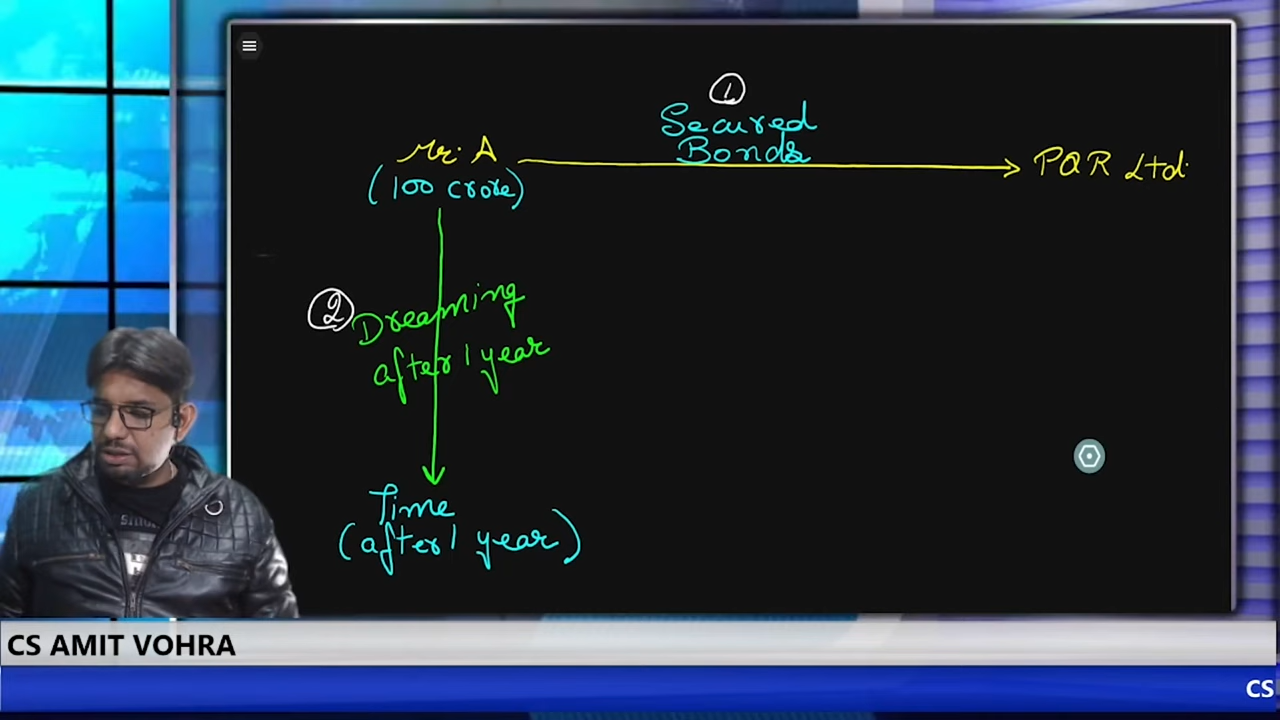 ①
Secured
Bonds
Mr. A
(100 crore)
PQR Ltd.
② Dreaming
after 1 year
Time
(after 1 year)
CS AMIT VOHRA
CS